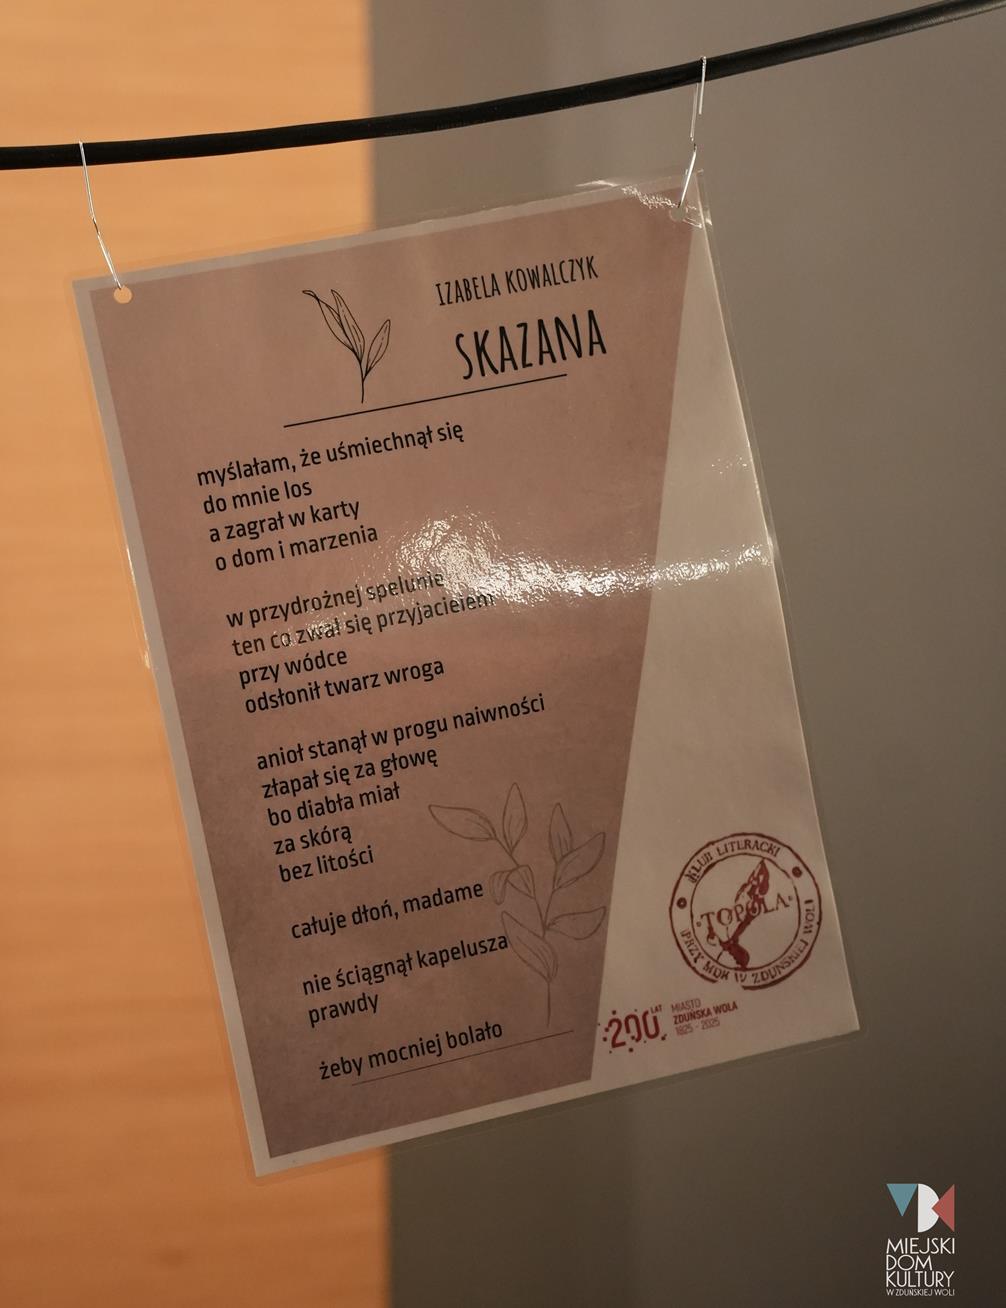 IZABELA KOWALCZYK
SKAZANA
myślałam, że uśmiechnął się
do mnie los
a zagrał w karty
o dom i marzenia
w przydrożnej spelunie
ten co zwał się przyjacielem
przy wódce
odsłonił twarz wroga
anioł stanął w progu naiwności
złapał się za głowę
bo diabła miał
za skórą
bez litości
całuje dłoń, madame
nie ściągnął kapelusza
prawdy
żeby mocniej bolało
KLUB LITERACKI
TOPOLA
PRZY MDK W ZDUŃSKIEJ WOLI
200 LAT
MIASTO
ZDUŃSKA WOLA
1825 - 2025
MIEJSKI
DOM
KULTURY
W ZDUŃSKIEJ WOLI